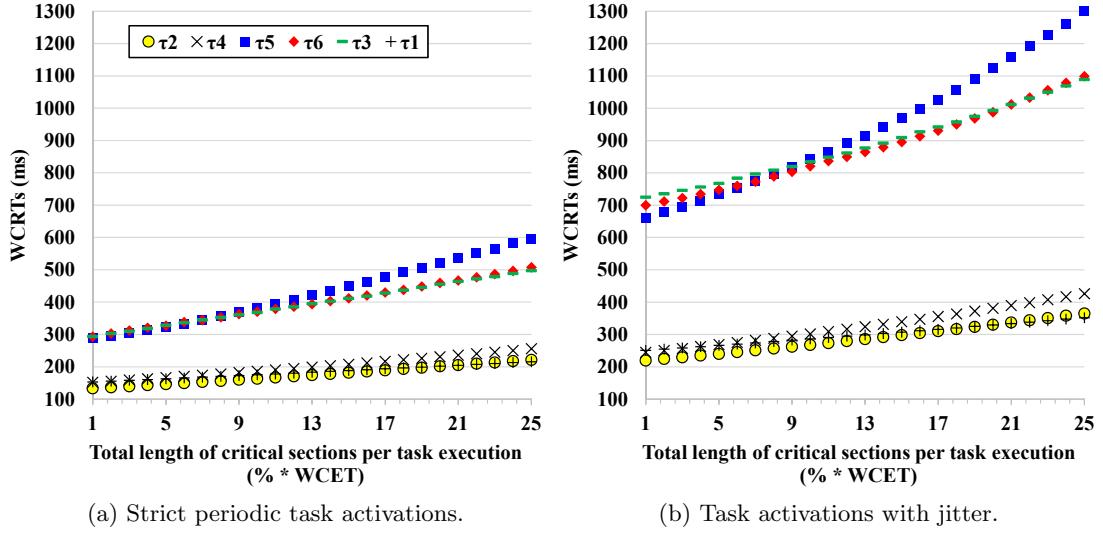 1300
1200
1100
1000
900
800
700
600
500
400
300
200
100
WCRTs (ms)
τ2 τ4 τ5 τ6 τ3 τ1
1 5 9 13 17 21 25
Total length of critical sections per task execution
(% * WCET)
(a) Strict periodic task activations.
1300
1200
1100
1000
900
800
700
600
500
400
300
200
100
WCRTs (ms)
1 5 9 13 17 21 25
Total length of critical sections per task execution
(% * WCET)
(b) Task activations with jitter.